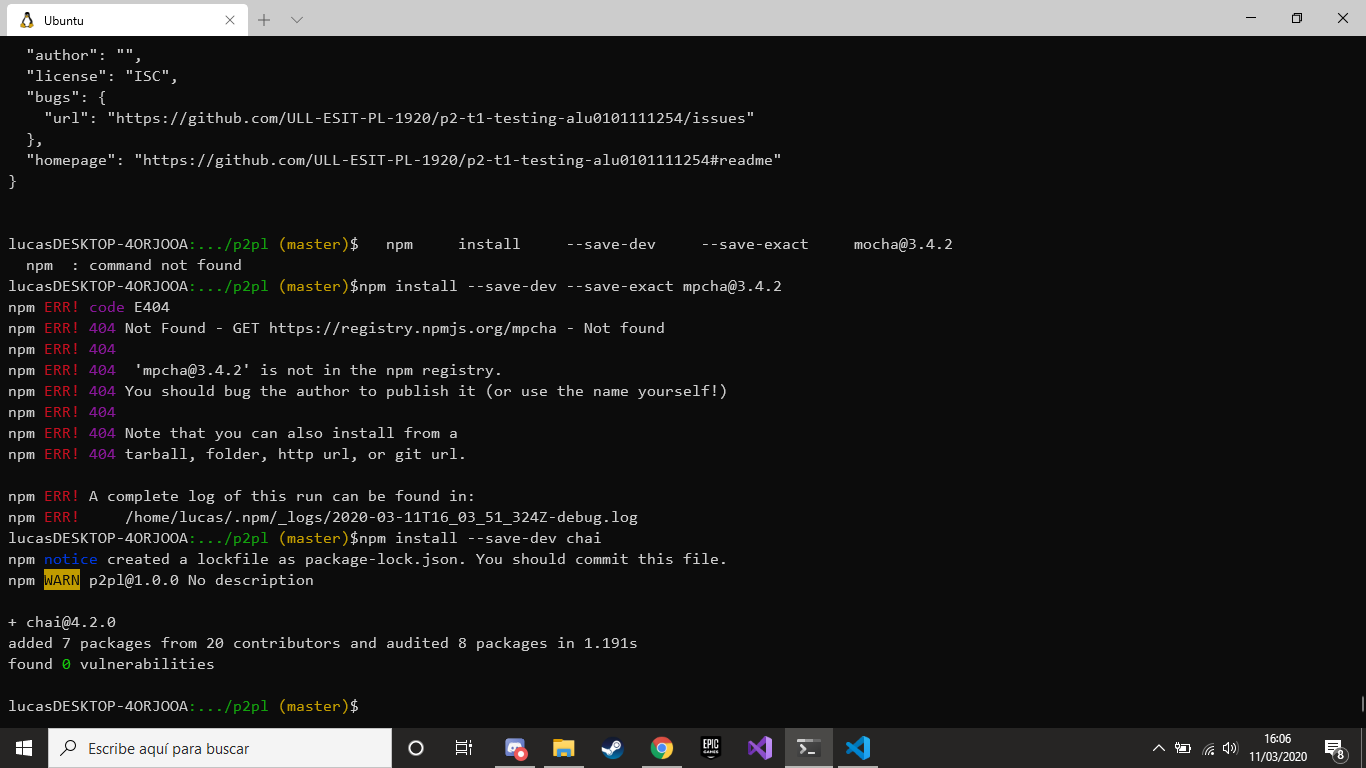 Ubuntu
"author": "",
"license": "ISC",
"bugs": {
"url": "https://github.com/ULL-ESIT-PL-1920/p2-t1-testing-alu0101111254/issues"
},
"homepage": "https://github.com/ULL-ESIT-PL-1920/p2-t1-testing-alu0101111254#readme"
}
lucasDESKTOP-4ORJOOA:.../p2pl (master)$   npm     install     --save-dev     --save-exact     mocha@3.4.2
npm  : command not found
lucasDESKTOP-4ORJOOA:.../p2pl (master)$npm install --save-dev --save-exact mpcha@3.4.2
npm ERR! code E404
npm ERR! 404 Not Found - GET https://registry.npmjs.org/mpcha - Not found
npm ERR! 404
npm ERR! 404  'mpcha@3.4.2' is not in the npm registry.
npm ERR! 404 You should bug the author to publish it (or use the name yourself!)
npm ERR! 404
npm ERR! 404 Note that you can also install from a
npm ERR! 404 tarball, folder, http url, or git url.
npm ERR! A complete log of this run can be found in:
npm ERR!     /home/lucas/.npm/_logs/2020-03-11T16_03_51_324Z-debug.log
lucasDESKTOP-4ORJOOA:.../p2pl (master)$npm install --save-dev chai
npm notice created a lockfile as package-lock.json. You should commit this file.
npm WARN p2pl@1.0.0 No description
+ chai@4.2.0
added 7 packages from 20 contributors and audited 8 packages in 1.191s
found 0 vulnerabilities
lucasDESKTOP-4ORJOOA:.../p2pl (master)$
Escribe aquí para buscar
EPIC
GAMES
16:06
11/03/2020
8